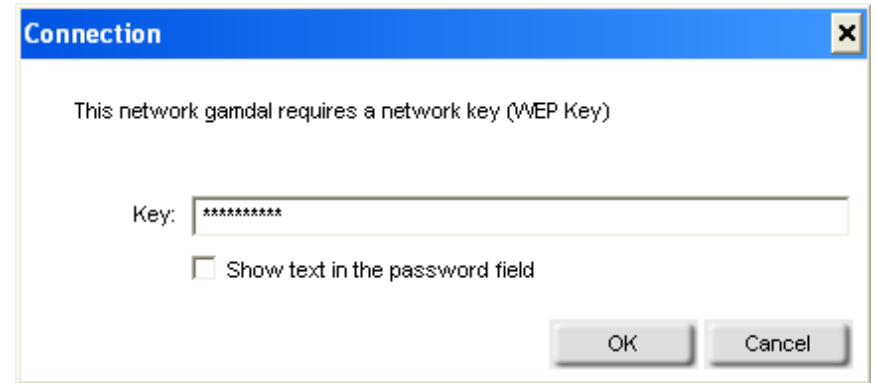 Connection
This network gamdal requires a network key (WEP Key)
Key: **********
Show text in the password field
OK Cancel